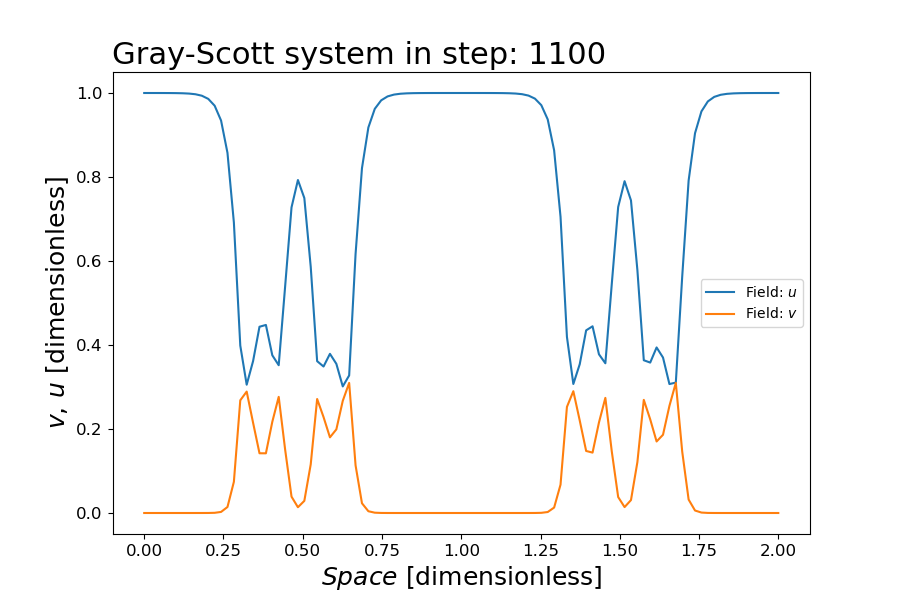 Gray-Scott system in step: 1100
1.0
0.8
0.6
0.4
0.2
0.0
v, u [dimensionless]
Field: u
Field: v
0.00 0.25 0.50 0.75 1.00 1.25 1.50 1.75 2.00
Space [dimensionless]